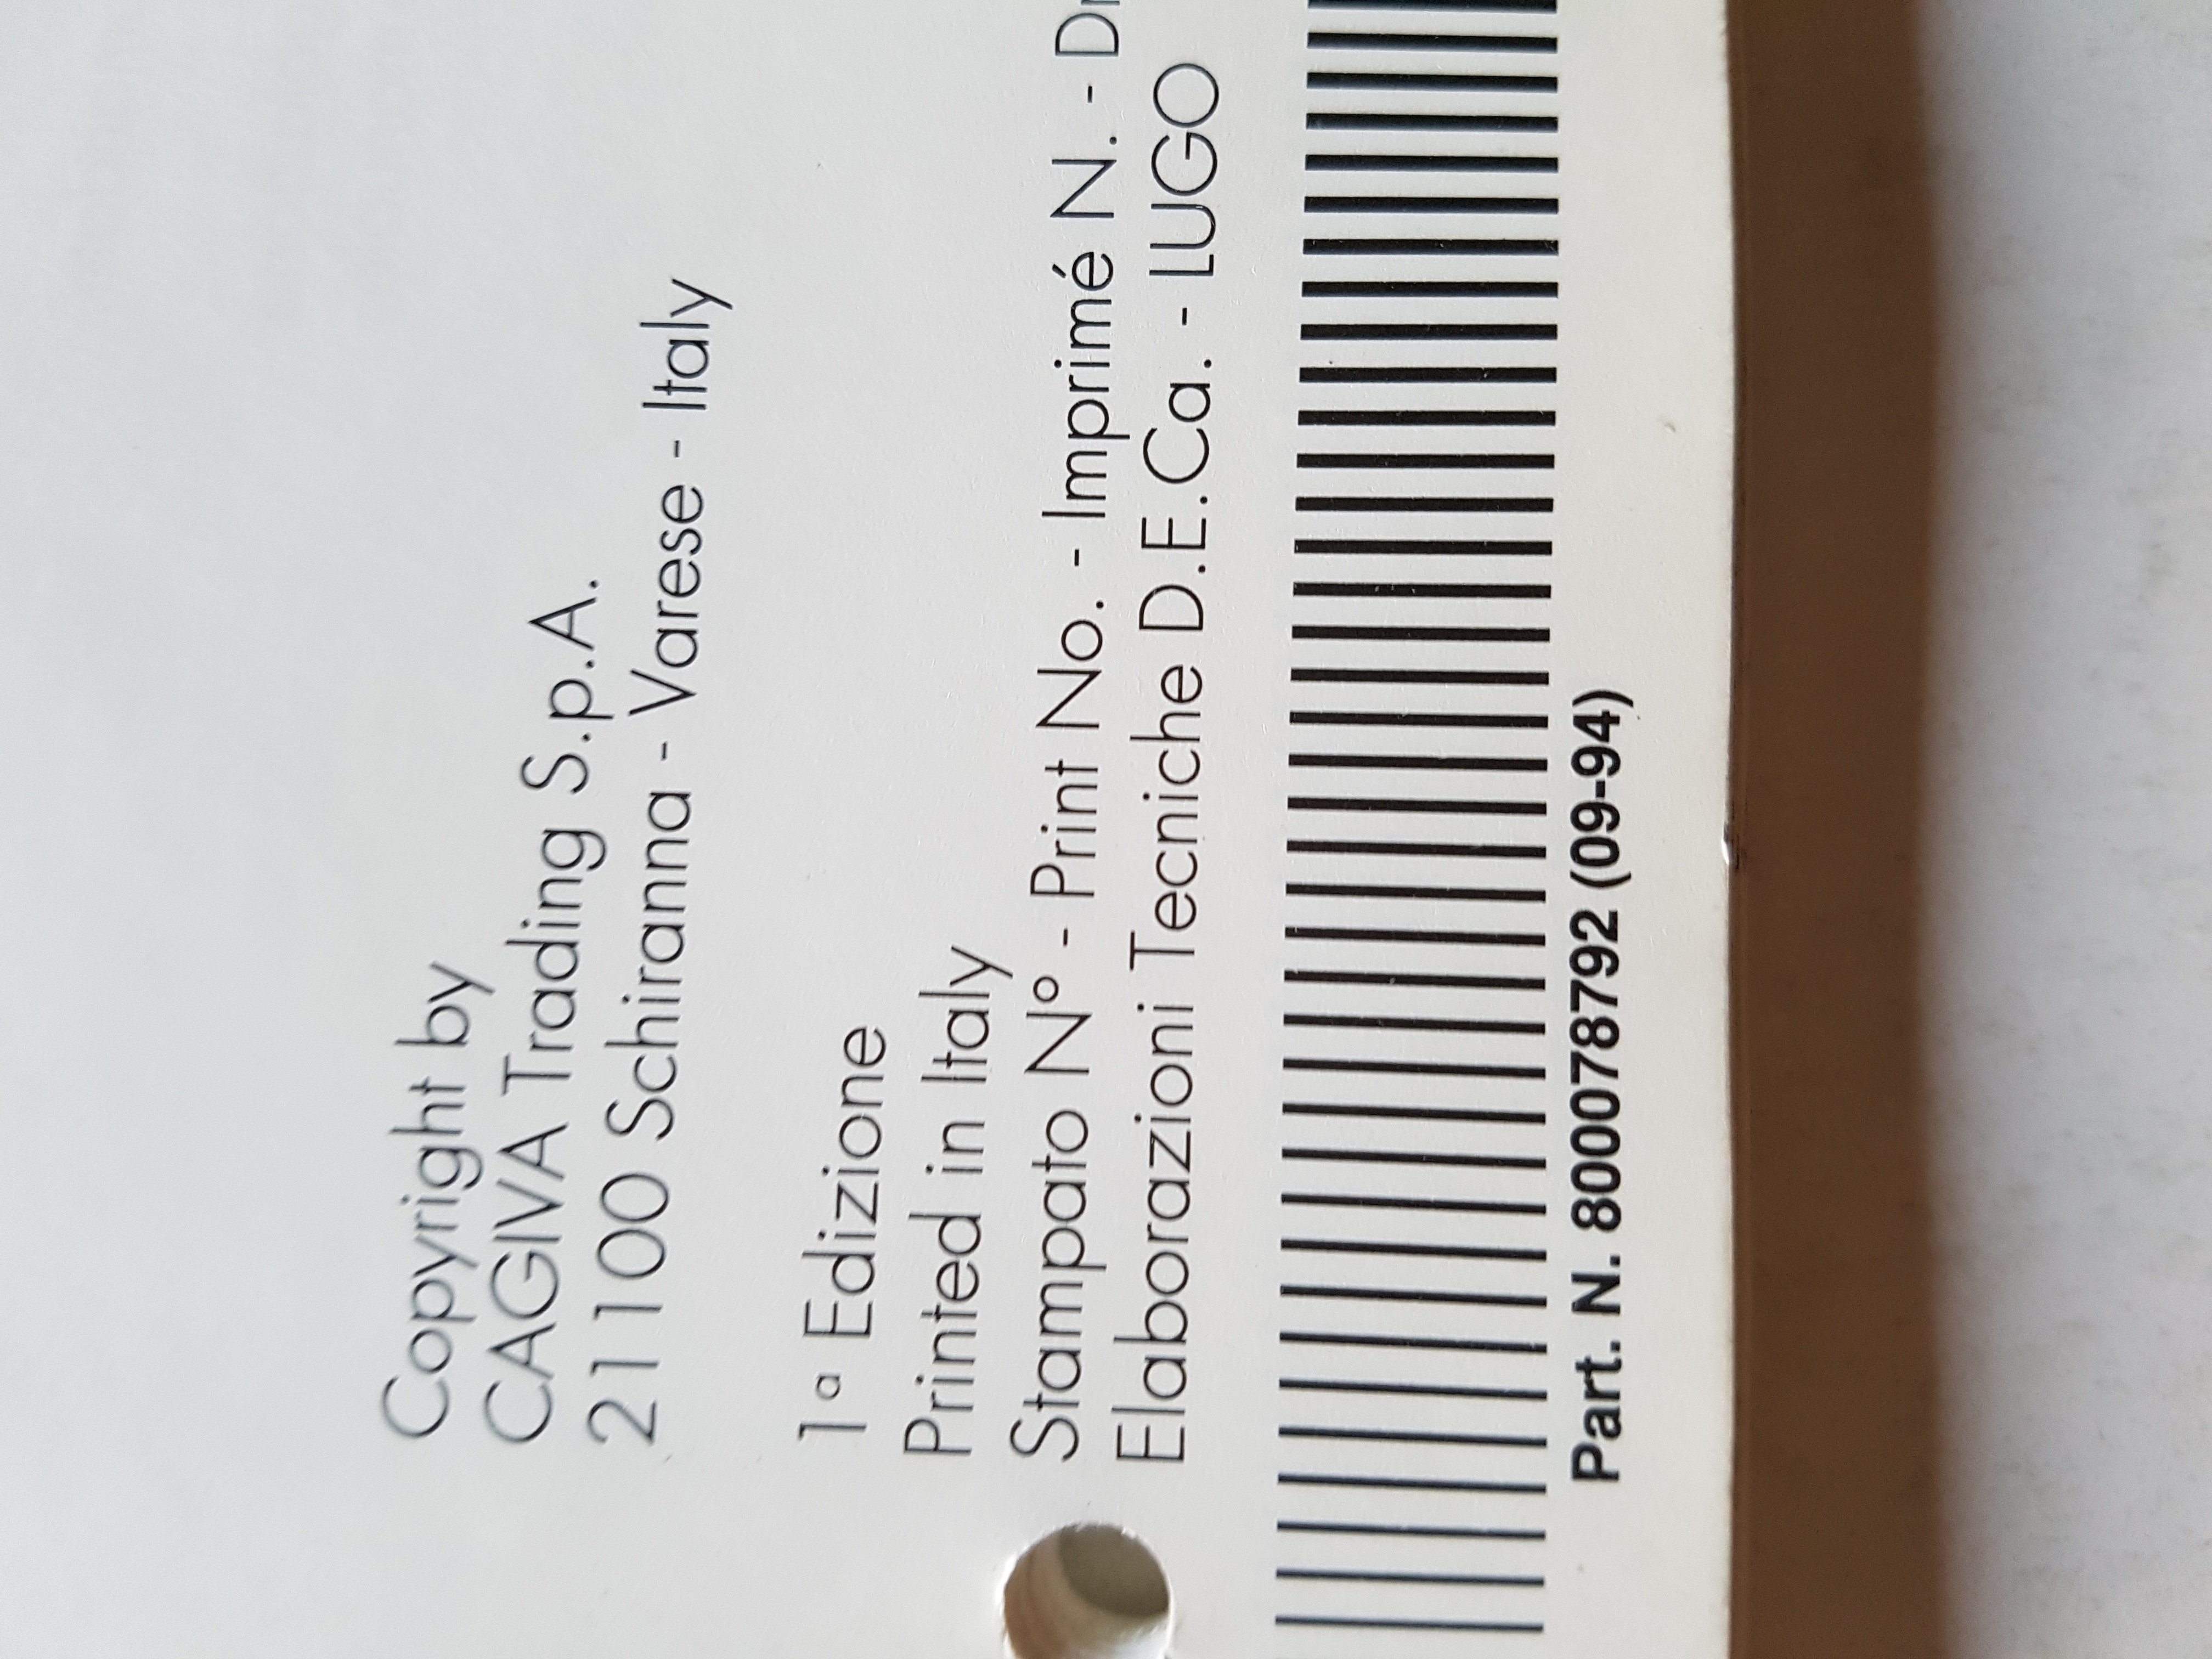 Copyright by
CAGIVA Trading S.p.A.
21100 Schiranna - Varese - Italy
1ª Edizione
Printed in Italy
Stampato N° - Print No. - Imprimé N. -
Elaborazioni Tecniche D.E.Ca. - LUGO
Part. N. 800078792 (09-94)